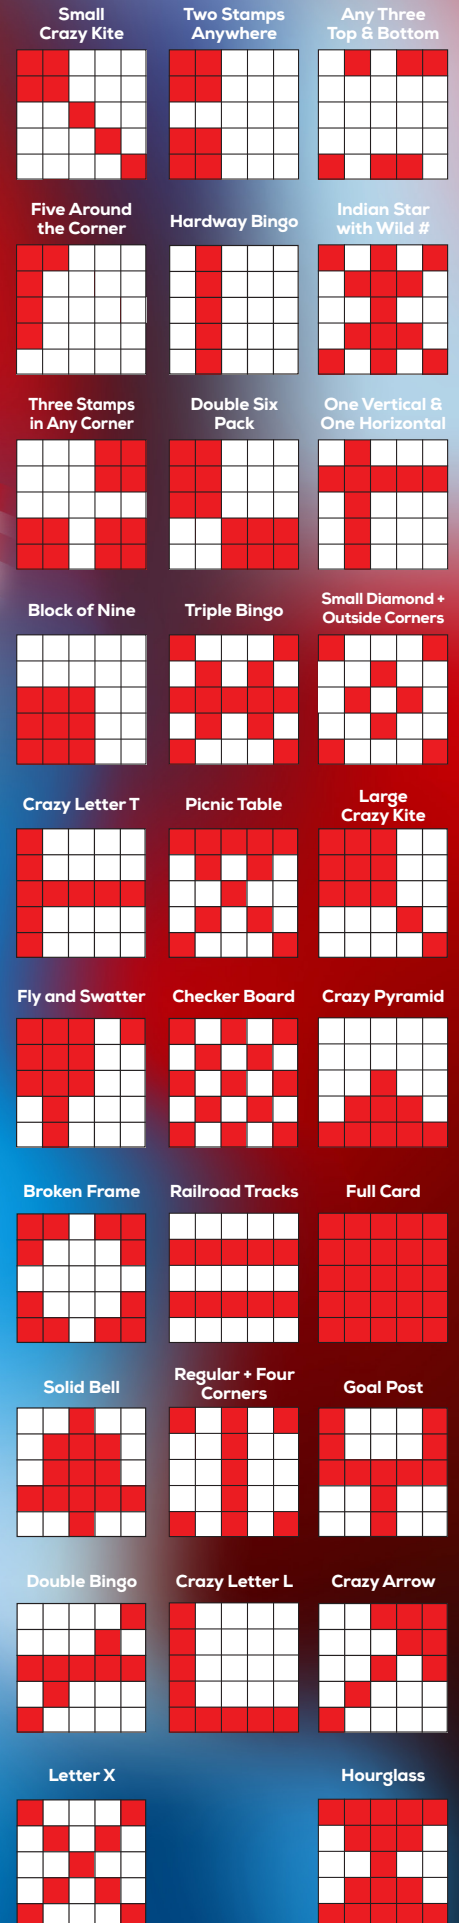 Small
Crazy Kite
Two Stamps
Anywhere
Any Three
Top & Bottom
Five Around
the Corner
Hardway Bingo
Indian Star
with Wild #
Three Stamps
in Any Corner
Double Six
Pack
One Vertical &
One Horizontal
Block of Nine
Triple Bingo
Small Diamond +
Outside Corners
Crazy Letter T
Picnic Table
Large
Crazy Kite
Fly and Swatter
Checker Board
Crazy Pyramid
Broken Frame
Railroad Tracks
Full Card
Solid Bell
Regular + Four
Corners
Goal Post
Double Bingo
Crazy Letter L
Crazy Arrow
Letter X
Hourglass